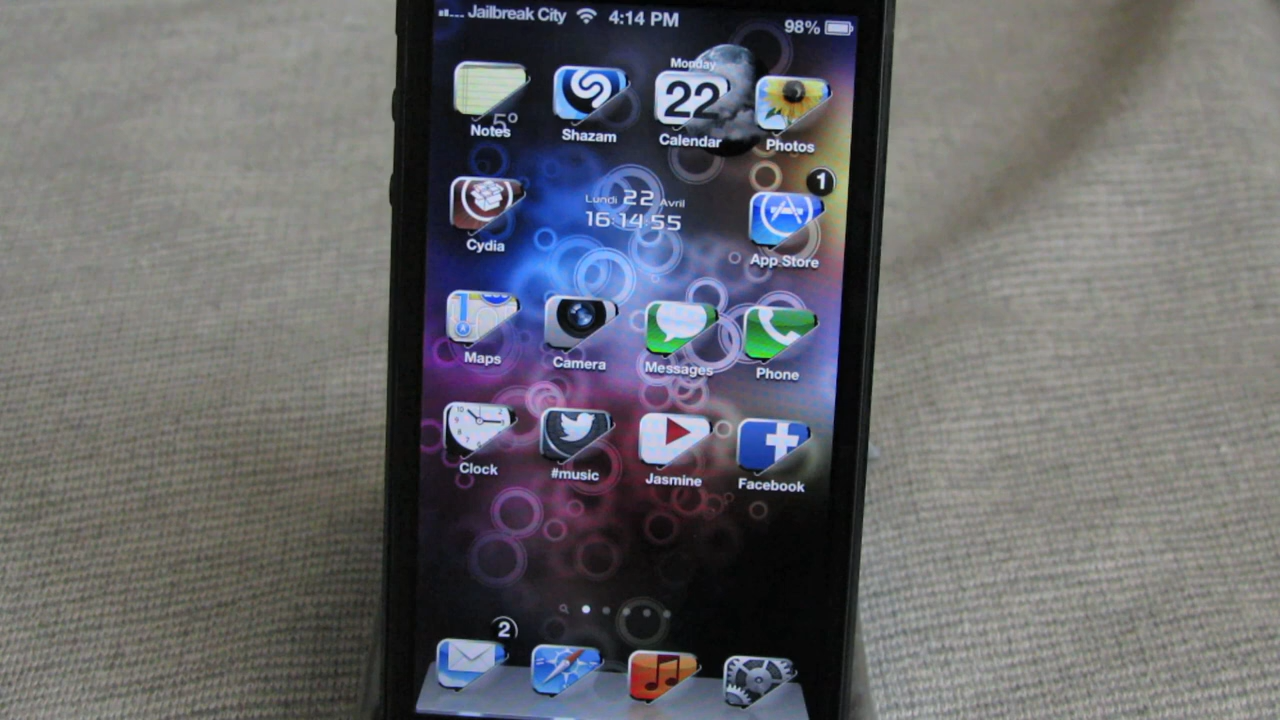 Jailbreak City 4:14 PM 98%
Monday
22
5°
Notes Shazam Calendar Photos
1
Lundi 22 Avril
16:14:55
Cydia App Store
Maps Camera Messages Phone
Clock #music Jasmine Facebook
2